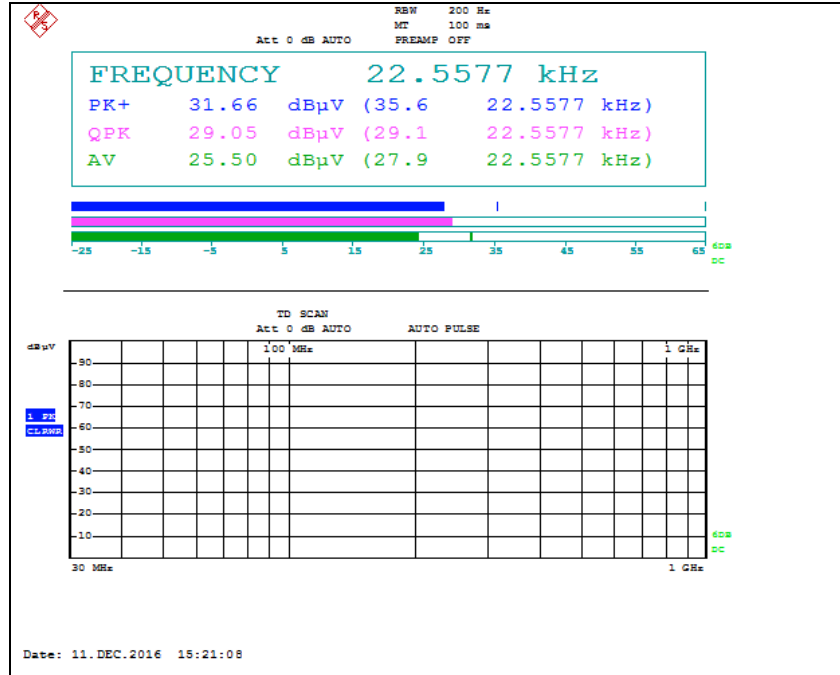 RBW 200 Hz
MT 100 ms
Att 0 dB AUTO PREAMP OFF
FREQUENCY 22.5577 kHz
PK+ 31.66 dBµV (35.6 22.5577 kHz)
QPK 29.05 dBµV (29.1 22.5577 kHz)
AV 25.50 dBµV (27.9 22.5577 kHz)
-25 -15 -5 5 15 25 35 45 55 65
6DB
DC
TD SCAN
Att 0 dB AUTO AUTO PULSE
dBµV 100 MHz 1 GHz
90
80
70
1 PK
CLRWR 60
50
40
30
20
10
6DB
DC
30 MHz 1 GHz
Date: 11.DEC.2016 15:21:08